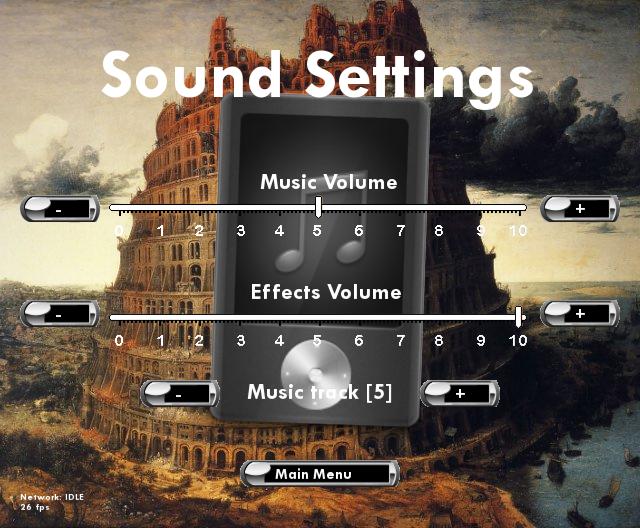 Sound Settings
Music Volume
- +
0 1 2 3 4 5 6 7 8 9 10
Effects Volume
- +
0 1 2 3 4 5 6 7 8 9 10
- Music track [5] +
Main Menu
Network: IDLE
26 fps